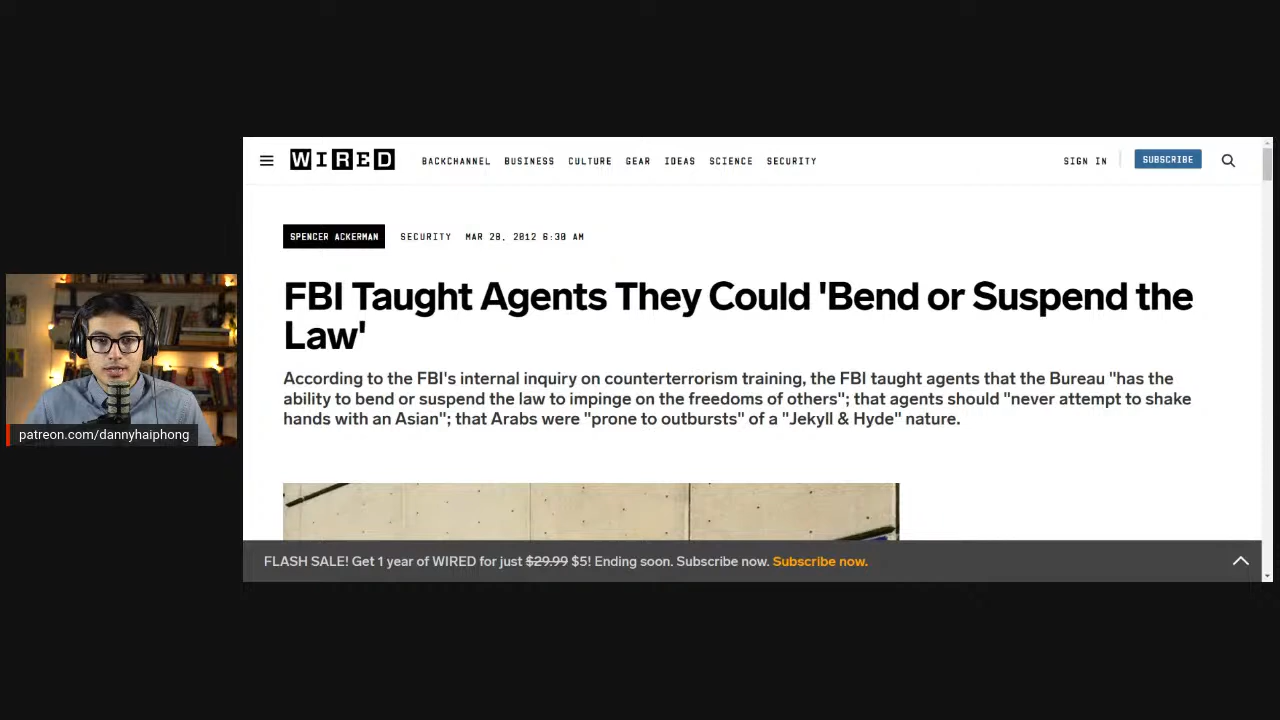 WIRED
BACKCHANNEL BUSINESS CULTURE GEAR IDEAS SCIENCE SECURITY
SIGN IN
SUBSCRIBE
SPENCER ACKERMAN SECURITY MAR 28, 2012 6:30 AM
FBI Taught Agents They Could 'Bend or Suspend the
Law'
According to the FBI's internal inquiry on counterterrorism training, the FBI taught agents that the Bureau "has the
ability to bend or suspend the law to impinge on the freedoms of others"; that agents should "never attempt to shake
hands with an Asian"; that Arabs were "prone to outbursts" of a "Jekyll & Hyde" nature.
patreon.com/dannyhaiphong
FLASH SALE! Get 1 year of WIRED for just $29.99 $5! Ending soon. Subscribe now. Subscribe now.